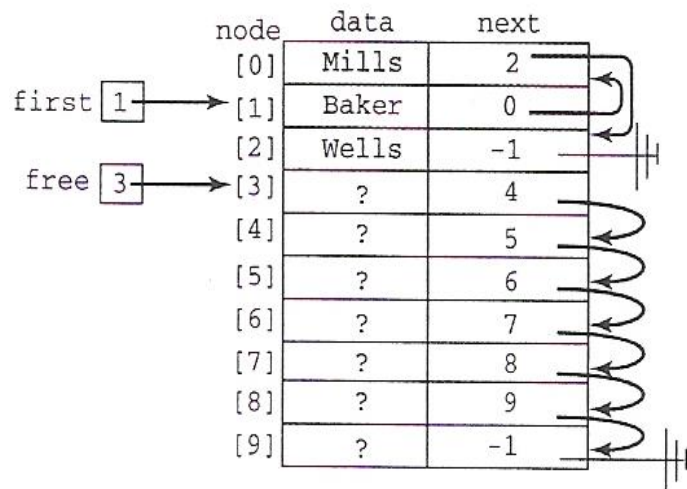 node data next
[0] Mills 2
first 1 [1] Baker 0
[2] Wells -1
free 3 [3] ? 4
[4] ? 5
[5] ? 6
[6] ? 7
[7] ? 8
[8] ? 9
[9] ? -1